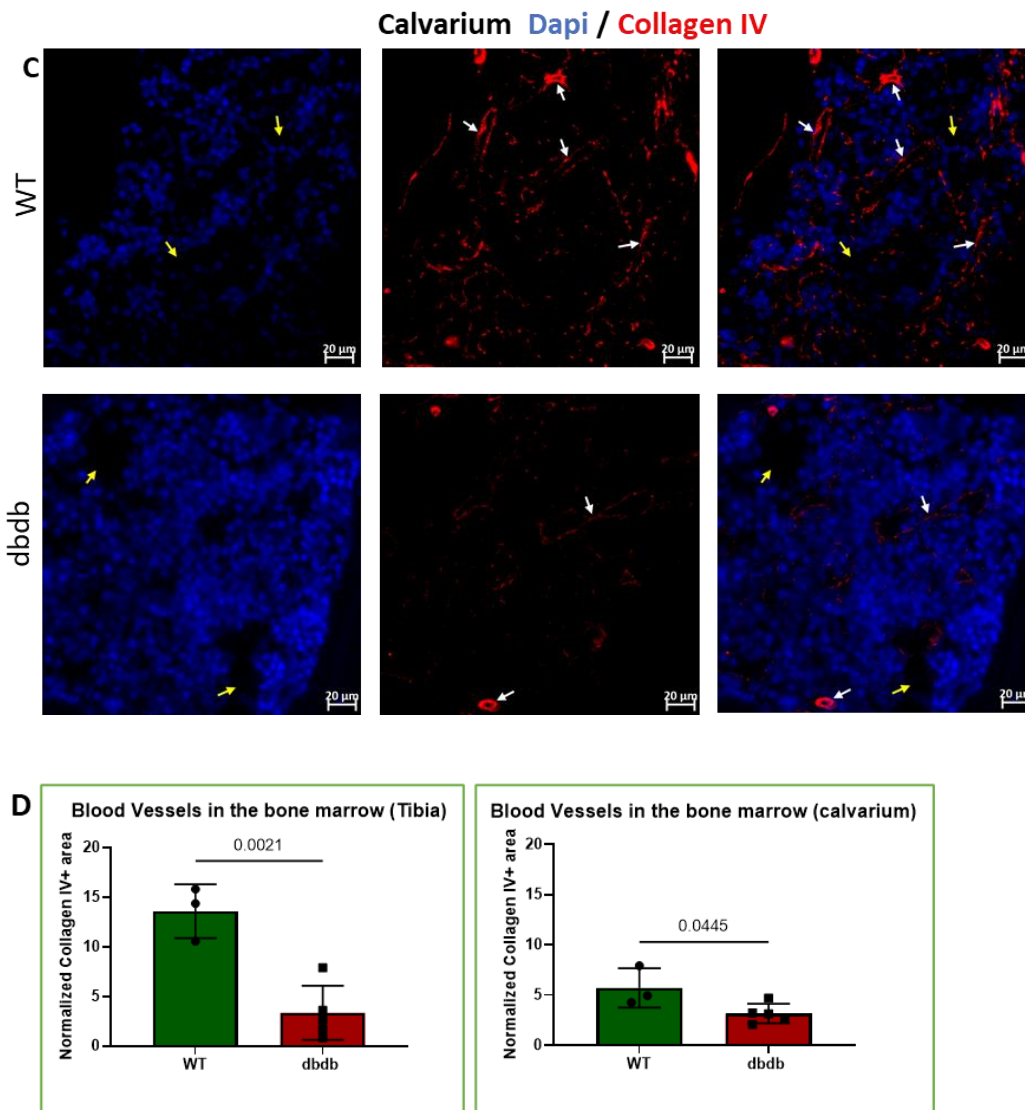 Calvarium Dapi / Collagen IV
C
WT
20 µm
20 µm
20 µm
dbdb
20 µm
20 µm
20 µm
D
Blood Vessels in the bone marrow (Tibia)
Normalized Collagen IV+ area
20
15
10
5
0
0.0021
WT
dbdb
Blood Vessels in the bone marrow (calvarium)
Normalized Collagen IV+ area
20
15
10
5
0
0.0445
WT
dbdb